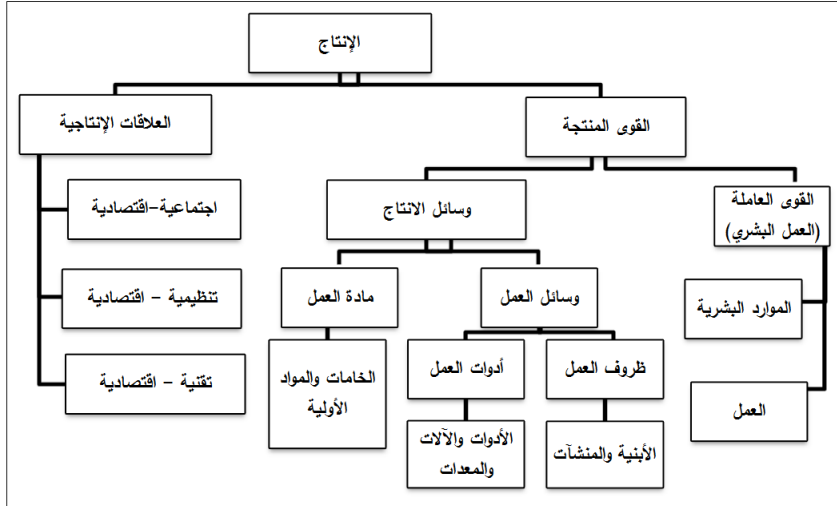 الإنتاج
القوى المنتجة
العلاقات الإنتاجية
القوى العاملة
(العمل البشري)
وسائل الانتاج
اجتماعية-اقتصادية
وسائل العمل
مادة العمل
تنظيمية - اقتصادية
الموارد البشرية
ظروف العمل
أدوات العمل
الخامات والمواد
الأولية
تقنية - اقتصادية
العمل
الأبنية والمنشآت
الأدوات والآلات
والمعدات